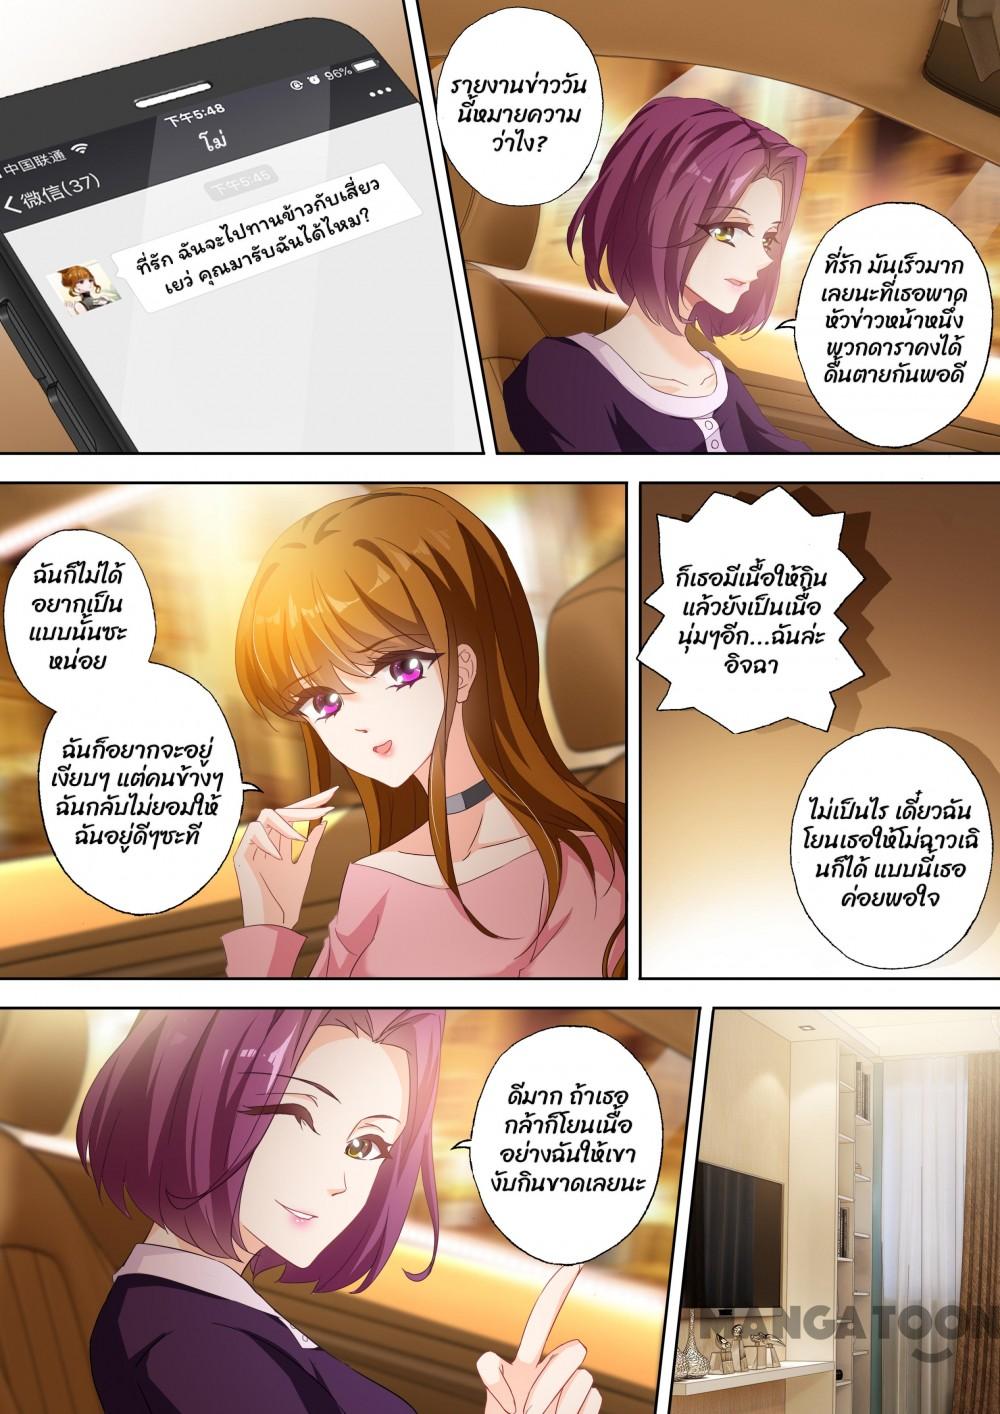 中国联通
96%
下午5:48
微信(37)
โม่
下午5:45
ที่รัก ฉันจะไปทานข้าวกับเสี่ยว
เยว่ คุณมารับฉันได้ไหม?
รายงานข่าววัน
นี้หมายความ
ว่าไง?
ที่รัก มันเร็วมาก
เลยนะที่เธอพาด
หัวข่าวหน้าหนึ่ง
พวกดาราคงได้
ดิ้นตายกันพอดี
ฉันก็ไม่ได้
อยากเป็น
แบบนั้นซะ
หน่อย
ฉันก็อยากจะอยู่
เงียบๆ แต่คนข้างๆ
ฉันกลับไม่ยอมให้
ฉันอยู่ดีๆซะที่
ก็เธอมีเนื้อให้กิน
แล้วยังเป็นเนื้อ
นุ่มๆอีก...ฉันล่ะ
อิจฉา
ไม่เป็นไร เดี๋ยวฉัน
โยนเธอให้โม่ฉาวเฉิ
นก็ได้ แบบนี้เธอ
ค่อยพอใจ
ดีมาก ถ้าเธอ
กล้าก็โยนเนื้อ
อย่างฉันให้เขา
งับกินขาดเลยนะ
MANGATOON